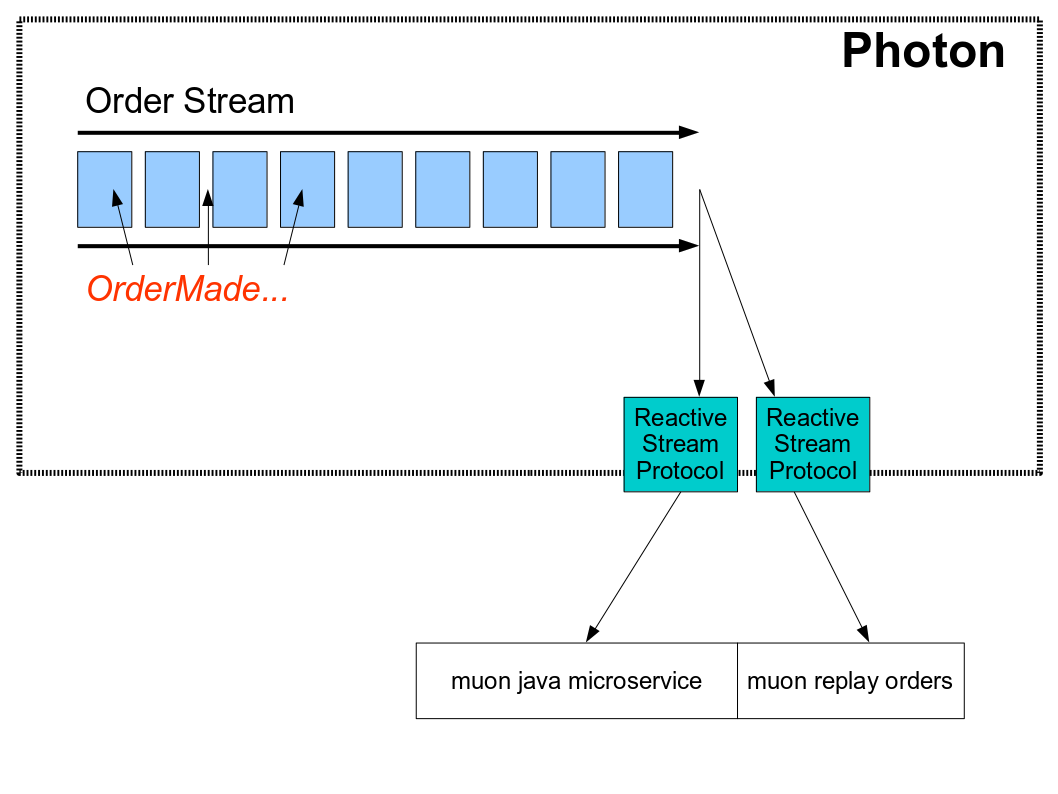 Photon
Order Stream
OrderMade...
Reactive
Stream
Protocol
Reactive
Stream
Protocol
muon java microservice
muon replay orders